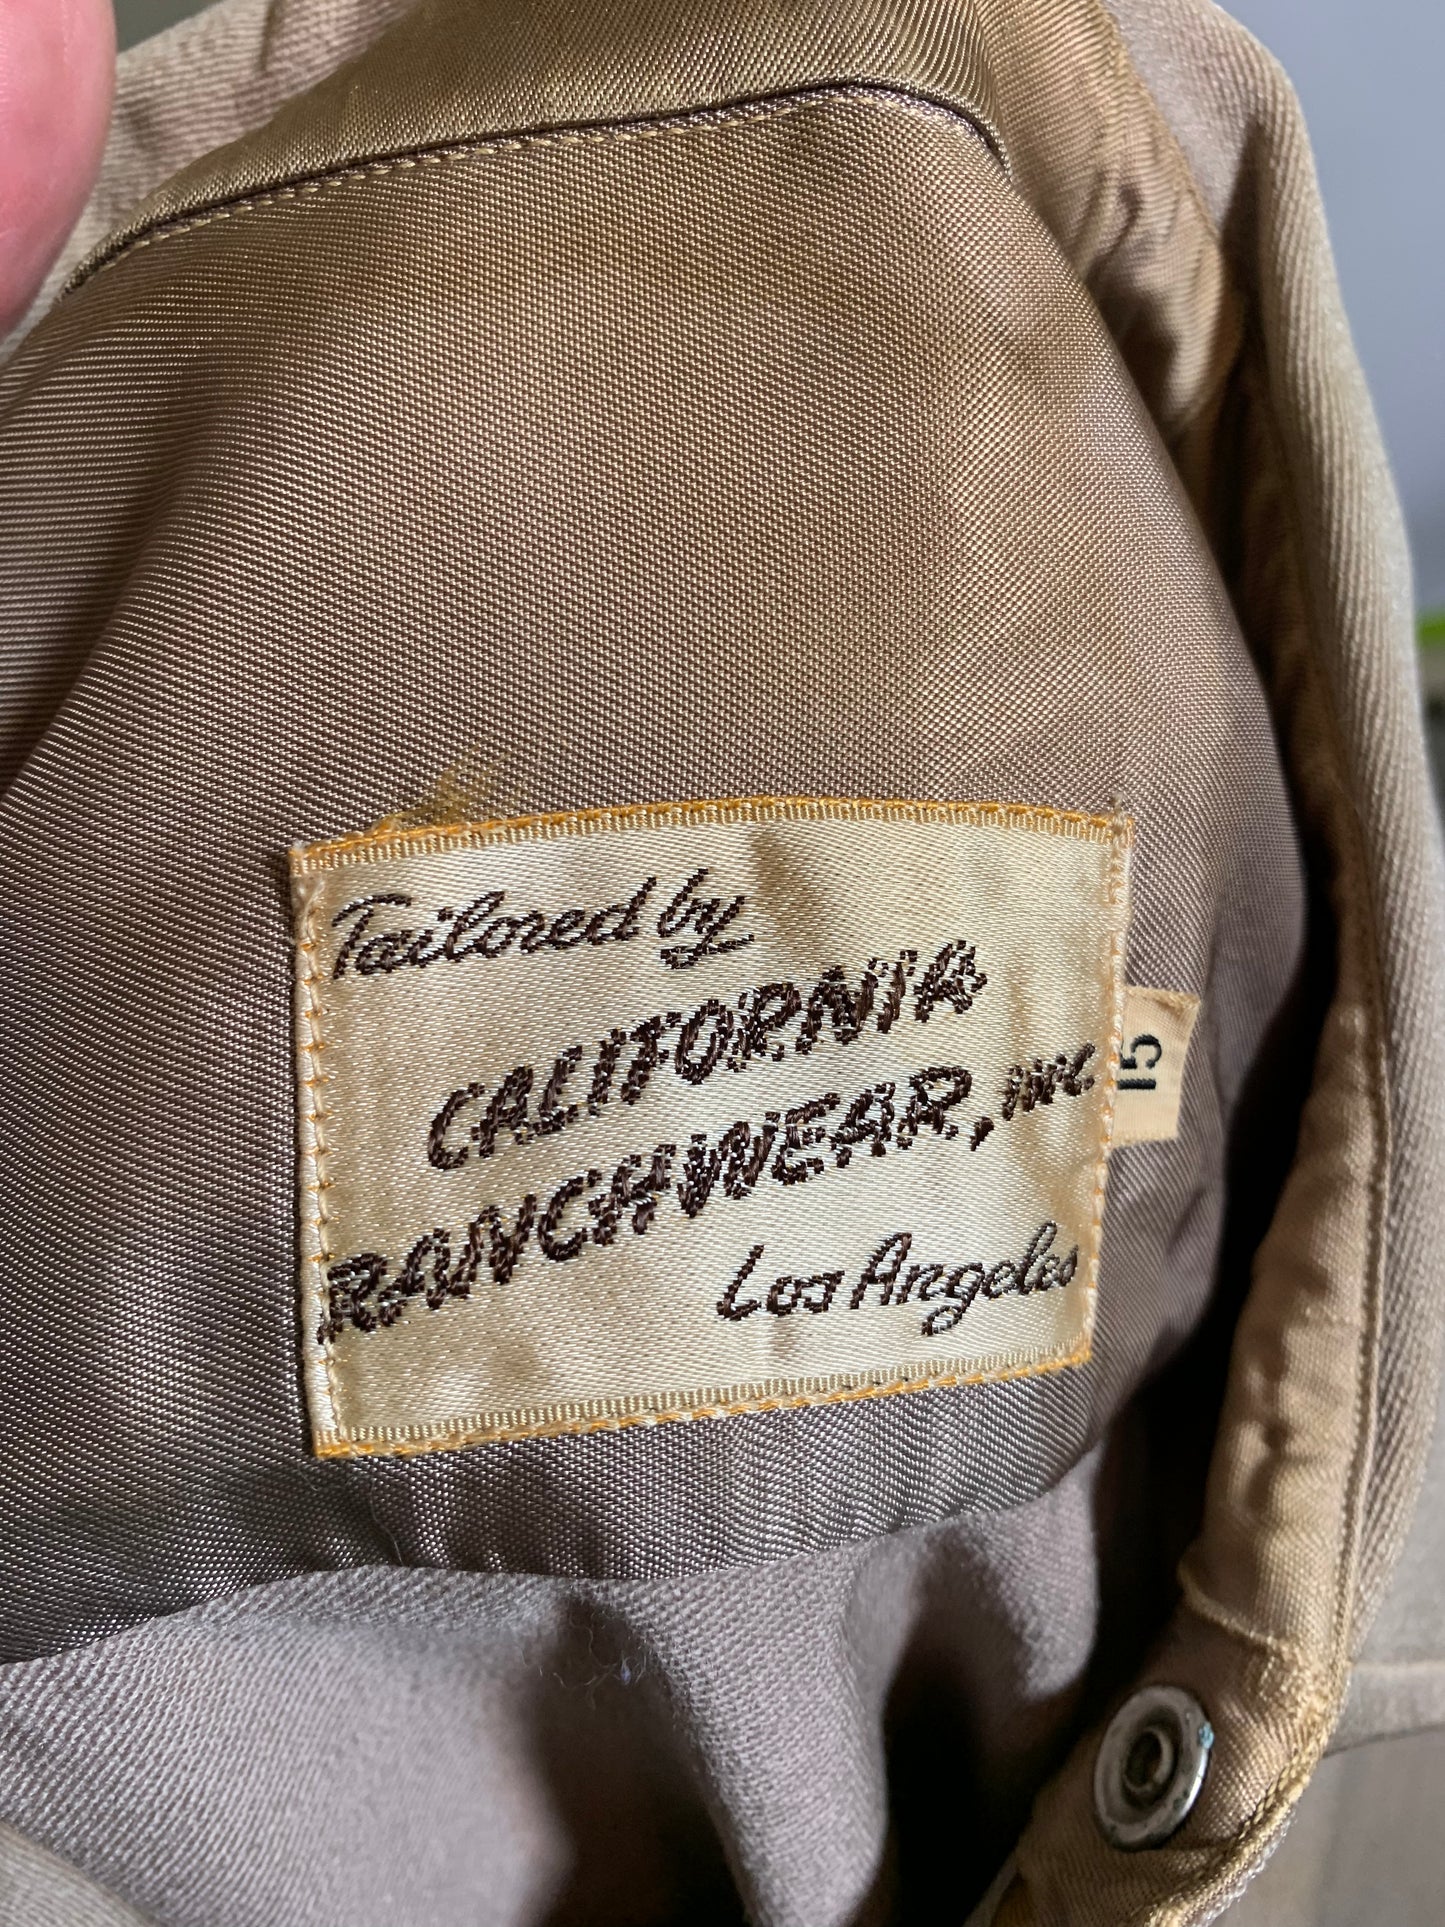 Tailored by
CALIFORNIA
RANCHWEAR, INC.
Los Angeles
15